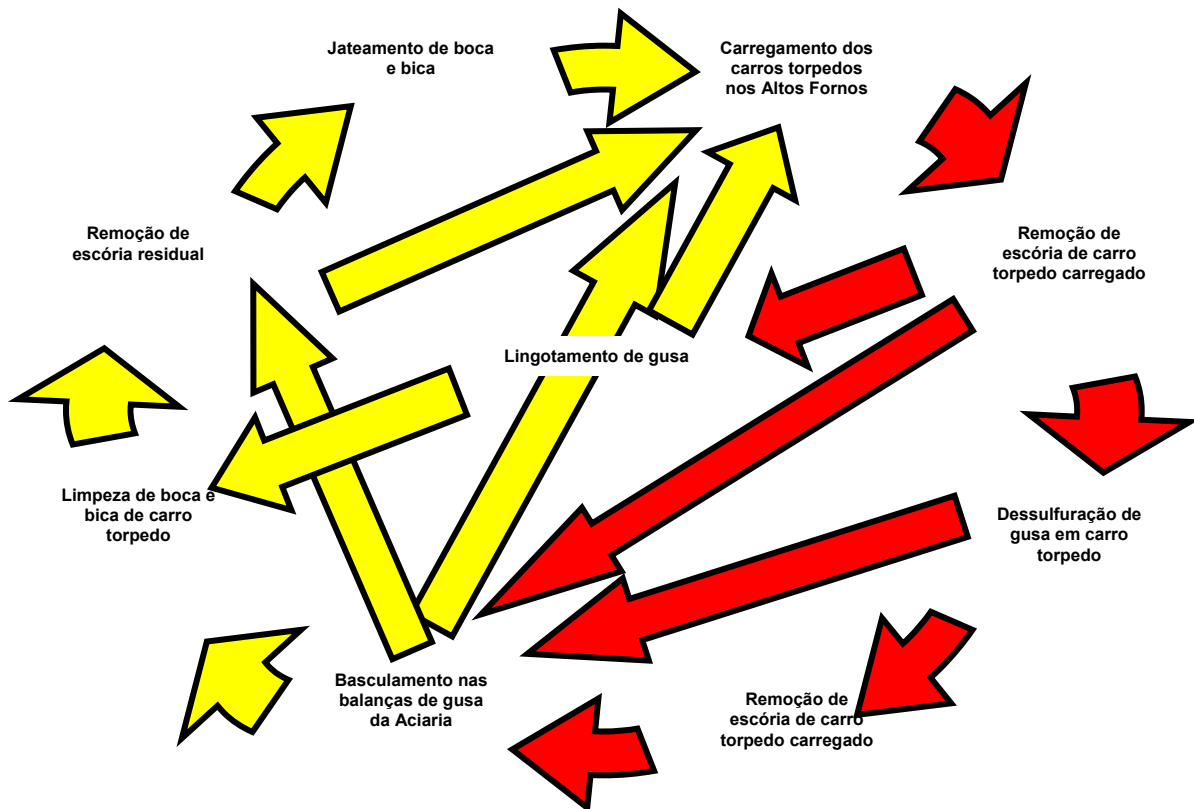 Jateamento de boca
e bica
Carregamento dos
carros torpedos
nos Altos Fornos
Remoção de
escória residual
Remoção de
escória de carro
torpedo carregado
Lingotamento de gusa
Limpeza de boca e
bica de carro
torpedo
Dessulfuração de
gusa em carro
torpedo
Basculamento nas
balanças de gusa
da Aciaria
Remoção de
escória de carro
torpedo carregado